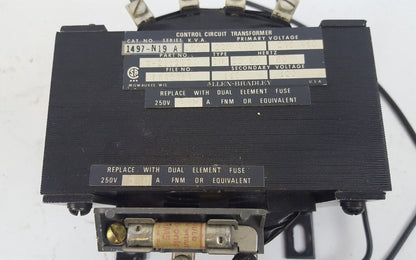 CONTROL CIRCUIT TRANSFORMER
CAT. NO. SERIES K.V.A. PRIMARY VOLTAGE
1497-N19 A
PART NO. TYPE HERTZ
FILE NO. SECONDARY VOLTAGE
MILWAUKEE WIS. ALLEN-BRADLEY U.S.A.
REPLACE WITH DUAL ELEMENT FUSE
250V A. FNM OR EQUIVALENT
REPLACE WITH DUAL ELEMENT FUSE
250V A. FNM OR EQUIVALENT